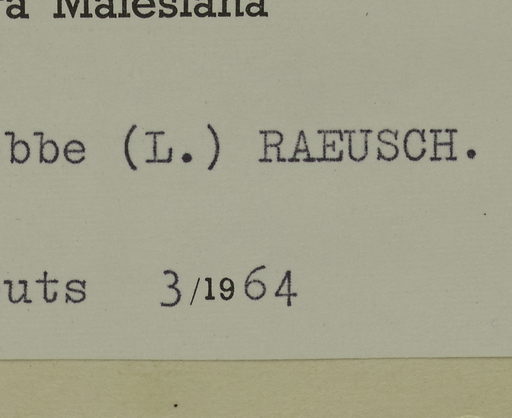 a Malesiana
bbe (L.) RAEUSCH.
uts 3/1964